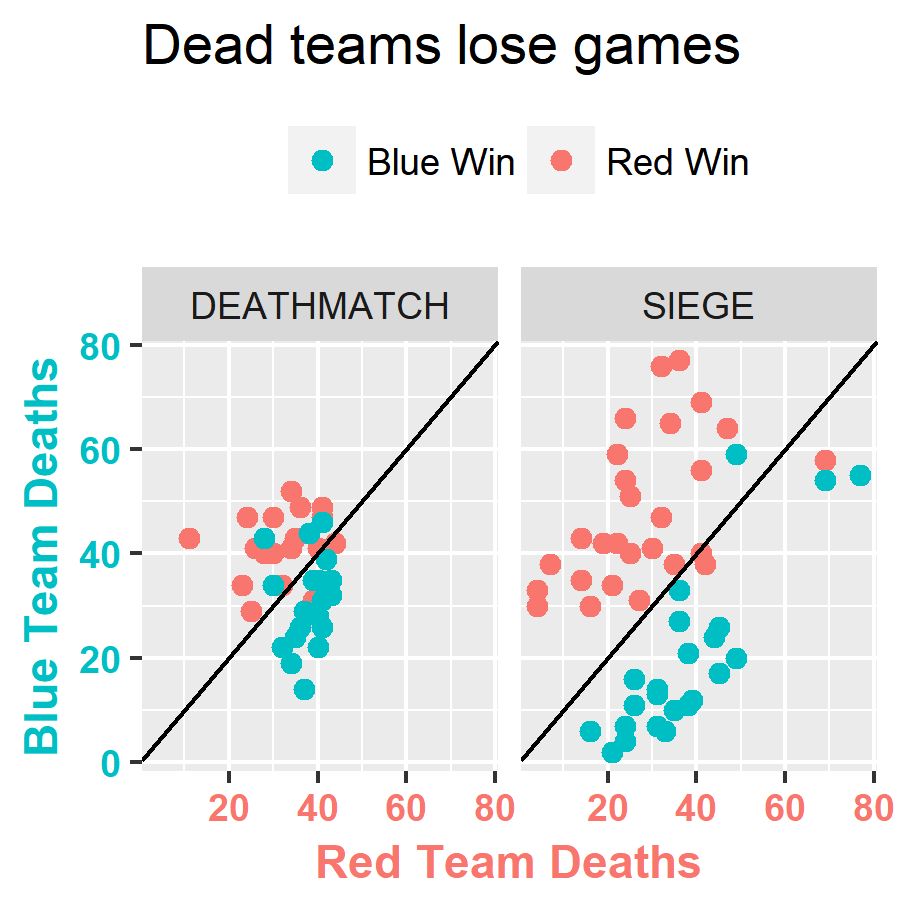 Dead teams lose games
Blue Win Red Win
DEATHMATCH SIEGE
Blue Team Deaths
80
60
40
20
0
20 40 60 80 20 40 60 80
Red Team Deaths